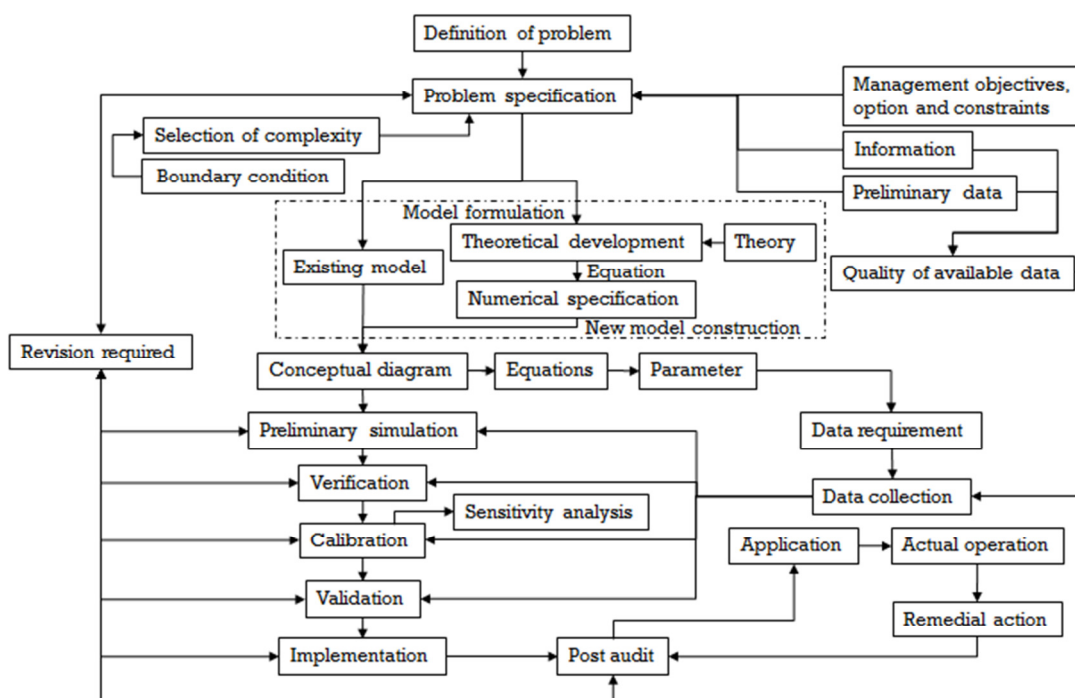 Definition of problem
Problem specification
Management objectives,
option and constraints
Selection of complexity
Information
Boundary condition
Preliminary data
Model formulation
Theoretical development
Theory
Existing model
Equation
Quality of available data
Numerical specification
New model construction
Revision required
Conceptual diagram
Equations
Parameter
Preliminary simulation
Data requirement
Verification
Data collection
Sensitivity analysis
Calibration
Application
Actual operation
Validation
Remedial action
Implementation
Post audit